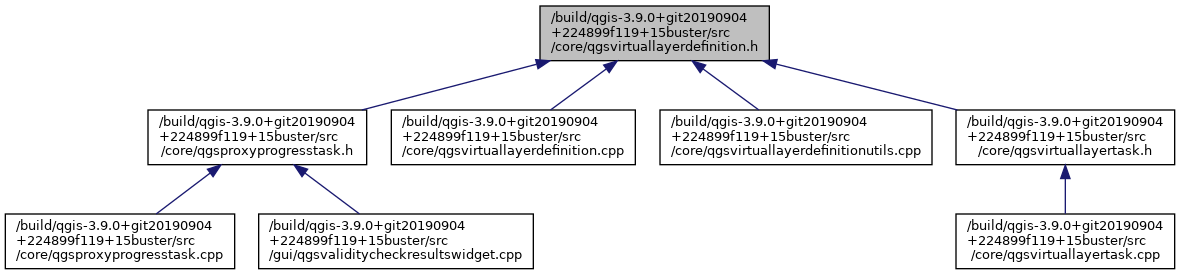 /build/qgis-3.9.0+git20190904
+224899f119+15buster/src
/core/qgsvirtuallayerdefinition.h
/build/qgis-3.9.0+git20190904
+224899f119+15buster/src
/core/qgsproxyprogresstask.h
/build/qgis-3.9.0+git20190904
+224899f119+15buster/src
/core/qgsvirtuallayerdefinition.cpp
/build/qgis-3.9.0+git20190904
+224899f119+15buster/src
/core/qgsvirtuallayerdefinitionutils.cpp
/build/qgis-3.9.0+git20190904
+224899f119+15buster/src
/core/qgsvirtuallayertask.h
/build/qgis-3.9.0+git20190904
+224899f119+15buster/src
/core/qgsproxyprogresstask.cpp
/build/qgis-3.9.0+git20190904
+224899f119+15buster/src
/gui/qgsvaliditycheckresultswidget.cpp
/build/qgis-3.9.0+git20190904
+224899f119+15buster/src
/core/qgsvirtuallayertask.cpp